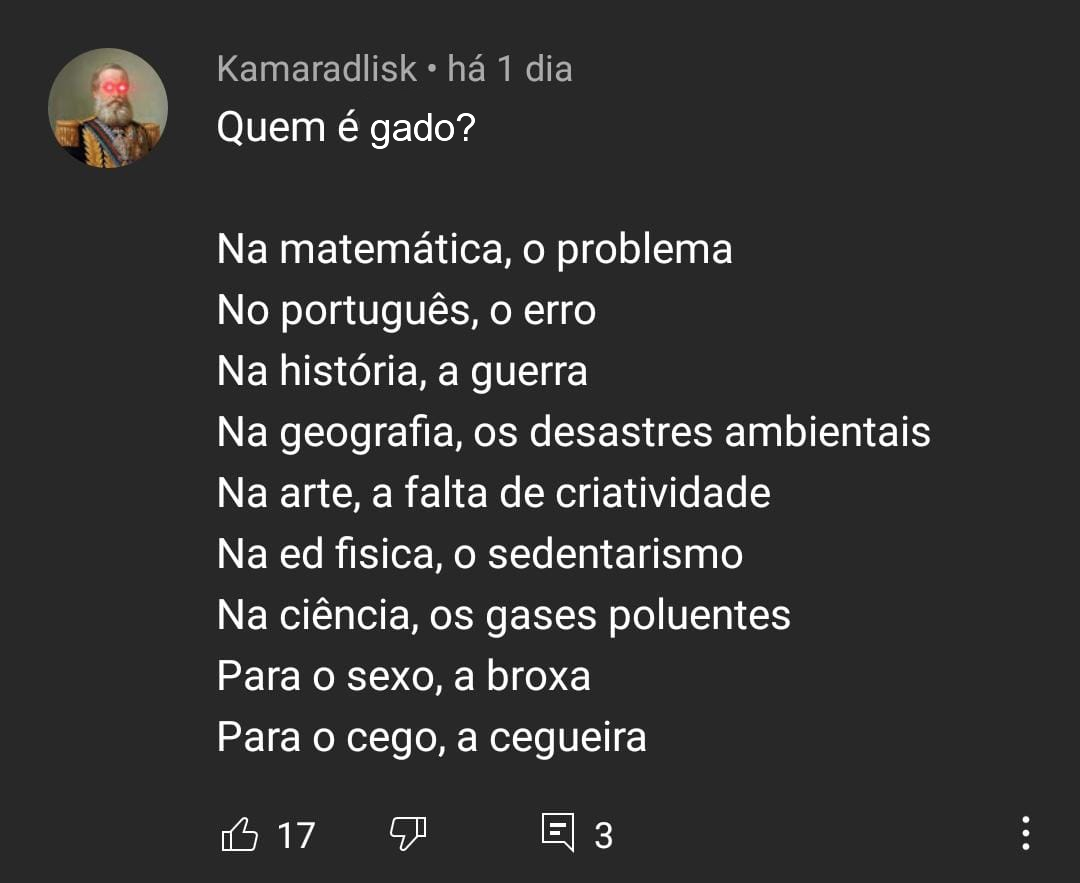 Kamaradlisk • há 1 dia
Quem é gado?
Na matemática, o problema
No português, o erro
Na história, a guerra
Na geografia, os desastres ambientais
Na arte, a falta de criatividade
Na ed fisica, o sedentarismo
Na ciência, os gases poluentes
Para o sexo, a broxa
Para o cego, a cegueira
17 3